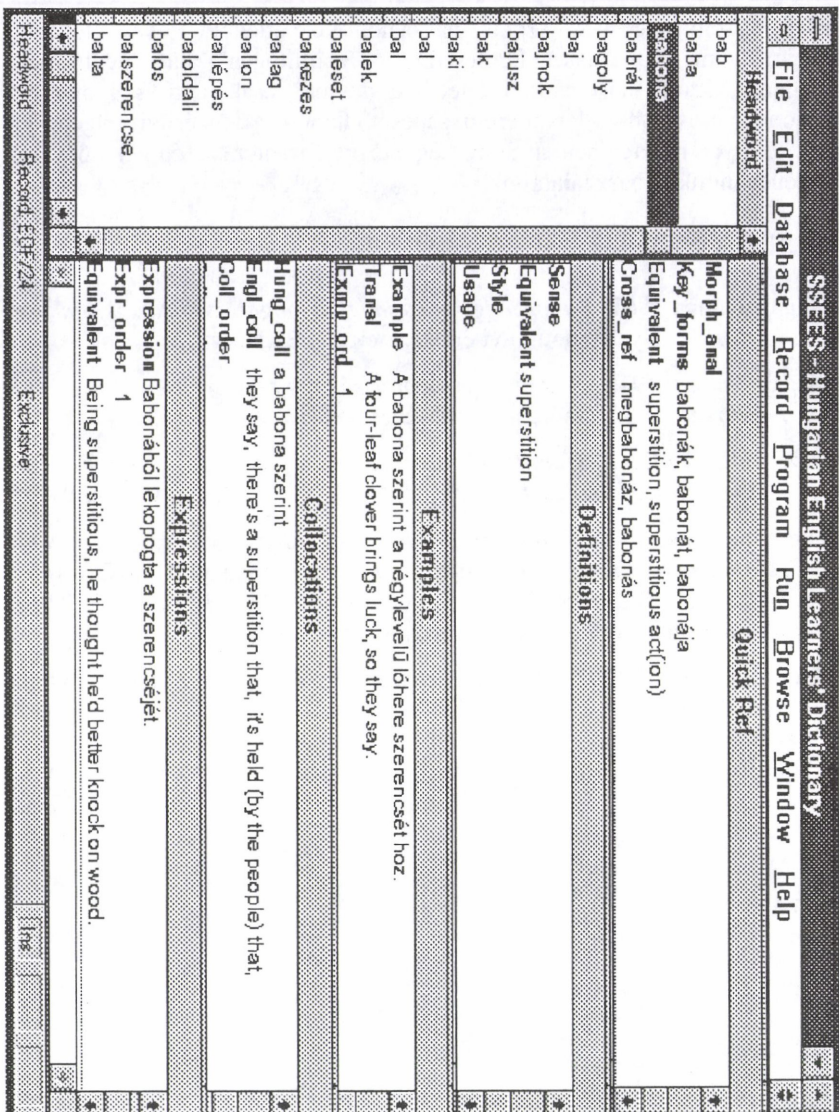 SSEES - Hungarian English Learners' Dictionary
File Edit Database Record Program Run Browse Window Help
Headword
bab
baba
babona
babrál
bagoly
baj
bajnok
bajusz
bak
baki
bal
bal
balek
baleset
balkezes
ballag
ballon
ballépés
baloldali
balos
balszerencse
balta
Quick Ref
Morph_anal
Key_forms babonák, babonát, babonája
Equivalent superstition, superstitious act(ion)
Cross_ref megbabonáz, babonás
Definitions
Sense
Equivalent superstition
Style
Usage
Examples
Example A babona szerint a négylevelű lóhere szerencsét hoz.
Transl A four-leaf clover brings luck, so they say.
Exmp_ord 1
Collocations
Hung_coll a babona szerint
Engl_coll they say, there's a superstition that, it's held (by the people) that,
Coll_order
Expressions
Expression Babonából lekopogta a szerencséjét.
Expr_order 1
Equivalent Being superstitious, he thought he'd better knock on wood.
Headword Record: EOF/24 Exclusive Ins